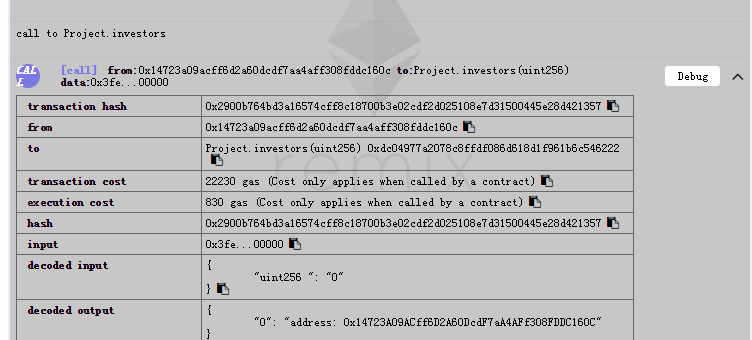 call to Project.investors
CALL [call] from:0x14723a09acff6d2a60dcdf7aa4aff308fddc160c to:Project.investors(uint256)
data:0x3fe...00000
Debug
transaction hash 0x2900b764bd3a16574cff8c18700b3e02cdf2d025108e7d31500445e28d421357
from 0x14723a09acff6d2a60dcdf7aa4aff308fddc160c
to Project.investors(uint256) 0xdc04977a2078c8ffdf086d618d1f961b6c546222
transaction cost 22230 gas (Cost only applies when called by a contract)
execution cost 830 gas (Cost only applies when called by a contract)
hash 0x2900b764bd3a16574cff8c18700b3e02cdf2d025108e7d31500445e28d421357
input 0x3fe...00000
decoded input {
"uint256 ": "0"
}
decoded output {
"0": "address: 0x14723A09ACff6D2A60DcdF7aA4AFf308FDDC160C"
}
remix